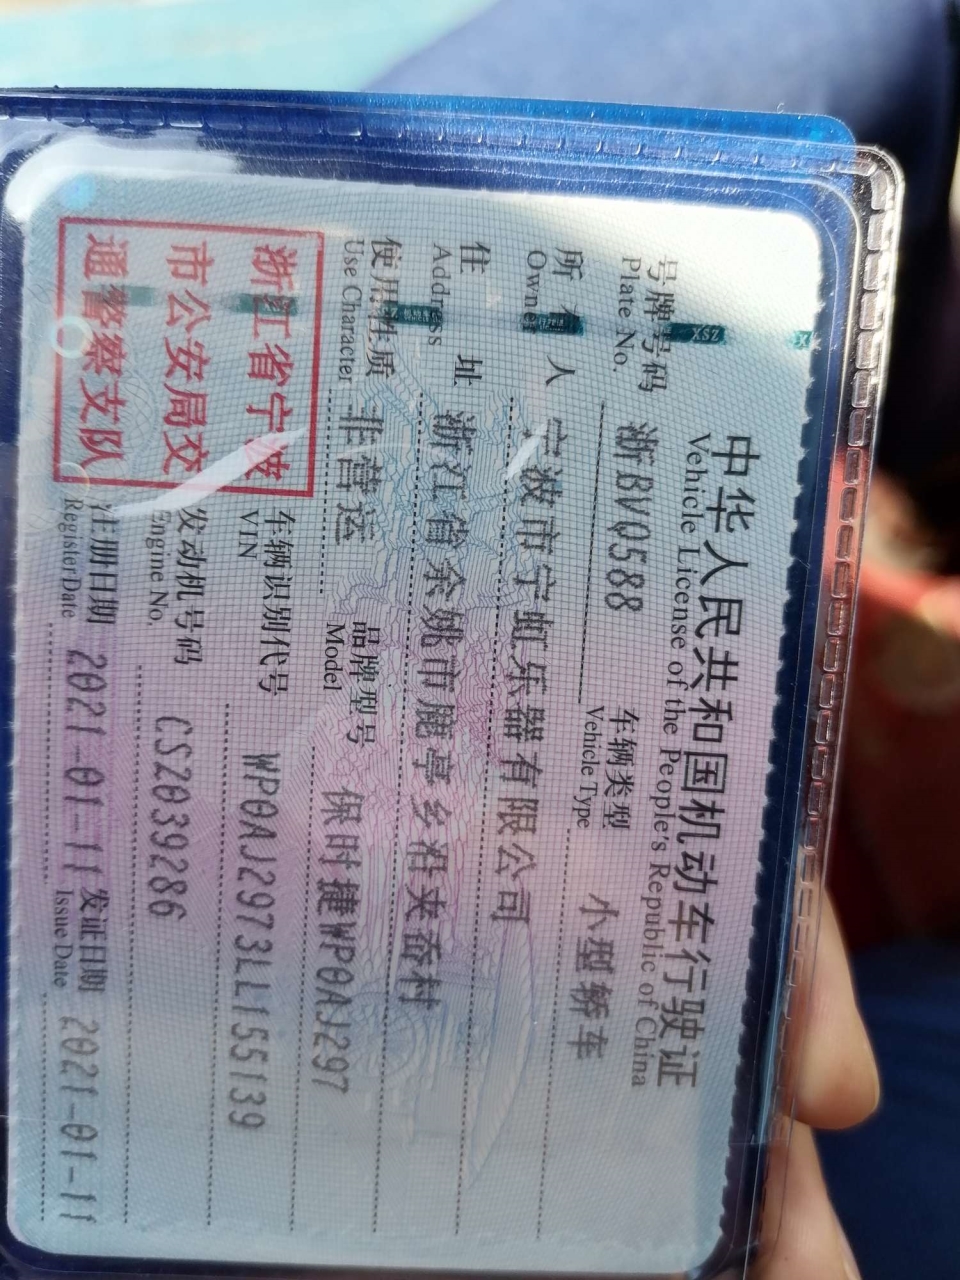 中华人民共和国机动车行驶证
Vehicle License of the People's Republic of China
号牌号码 浙BVQ588 车辆类型 小型轿车
Plate No. Vehicle Type
所有人 宁波市宁虹乐器有限公司
Owner
住址 浙江省余姚市鹿亭乡沿夹岙村
Address
使用性质 非营运 品牌型号 保时捷WP0AJ297
Use Character Model
浙江省宁波
市公安局交
通警察支队
车辆识别代号 WP0AJ2973LL155139
VIN
发动机号码 CSZ039286
Engine No.
注册日期 2021-01-11 发证日期 2021-01-11
Register Date Issue Date